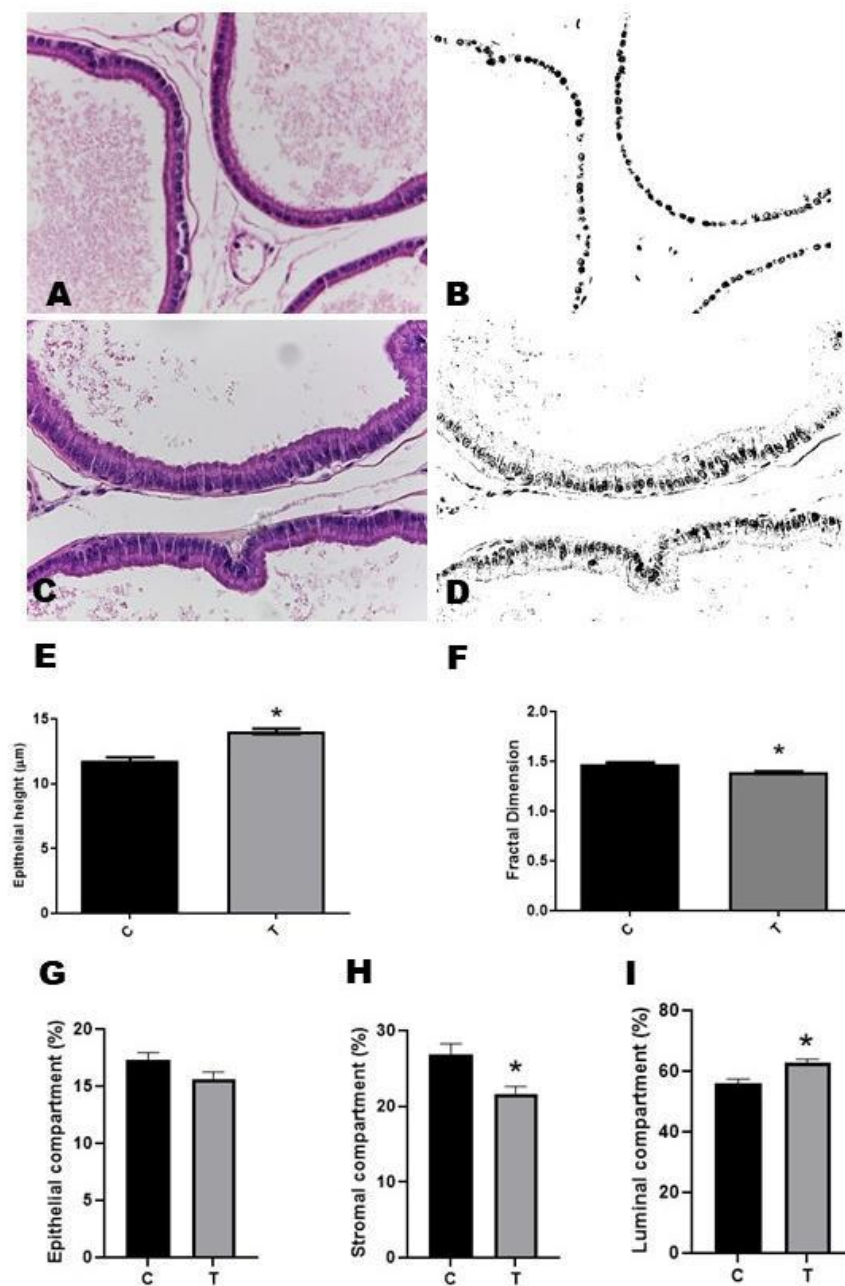 A
B
C
D
E
F
Epithelial height (μm)
15
10
5
0
*
C
T
Fractal Dimension
2.0
1.5
1.0
0.5
0.0
*
C
T
G
H
I
Epithelial compartment (%)
20
15
10
5
0
C
T
Stromal compartment (%)
30
20
10
0
*
C
T
Luminal compartment (%)
80
60
40
20
0
*
C
T